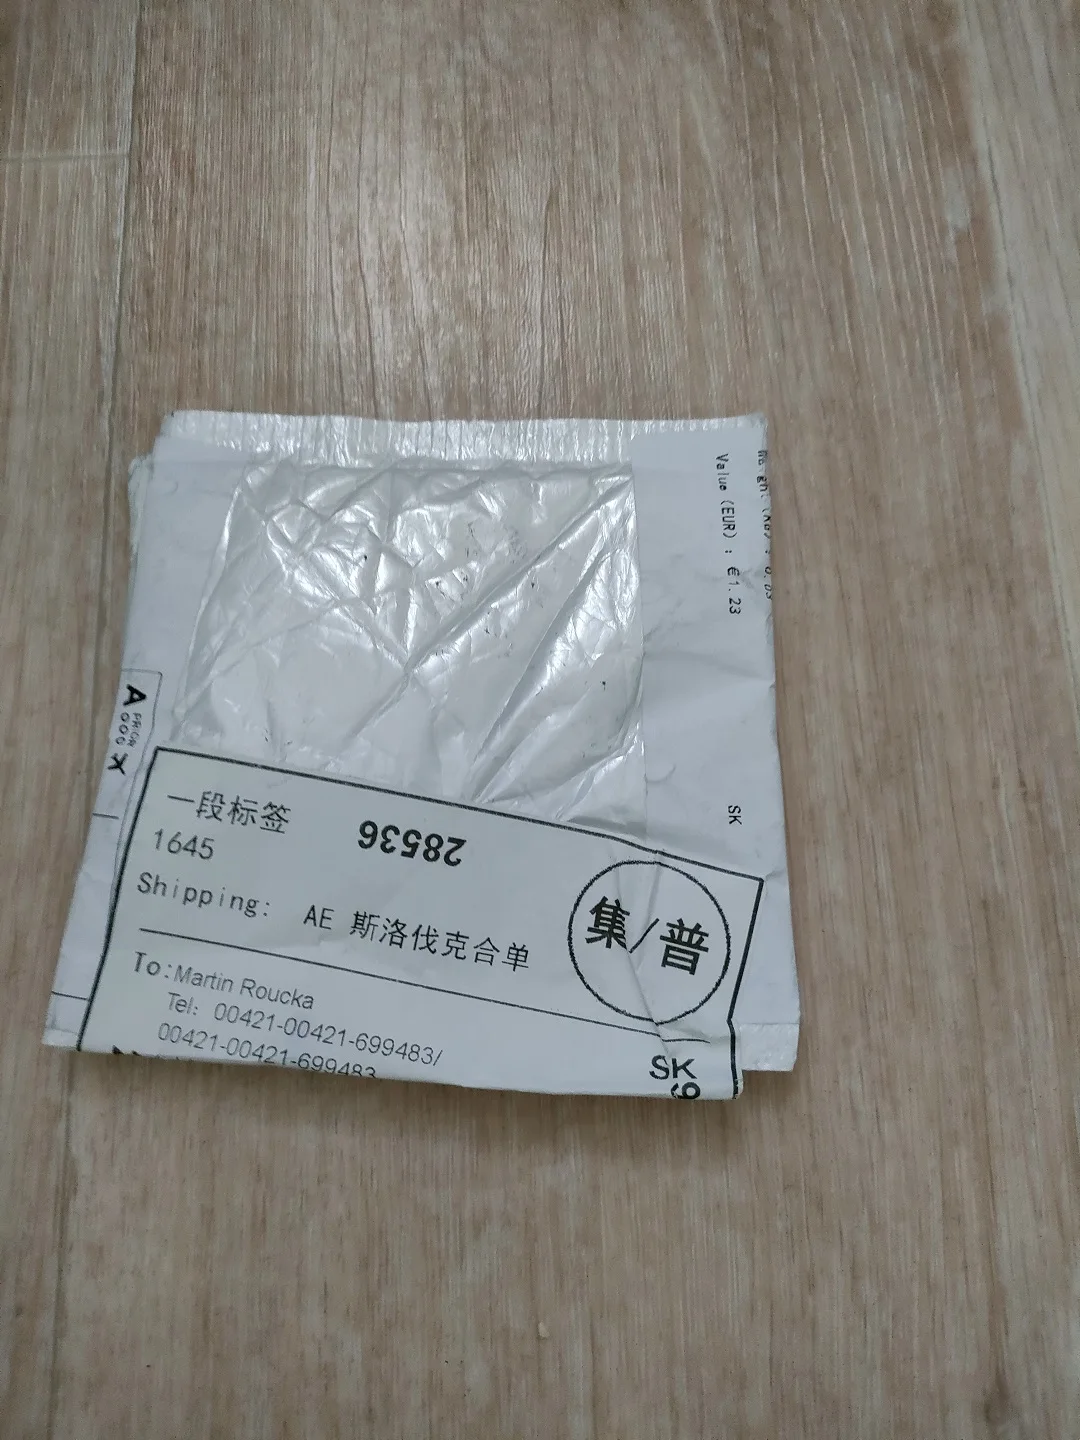 Value (EUR) : €1.23
SK
A
PRIOR
一段标签
28536
1645
集/普
Shipping: AE 斯洛伐克合单
To:Martin Roucka
Tel: 00421-00421-699483/
00421-00421-699483
SK